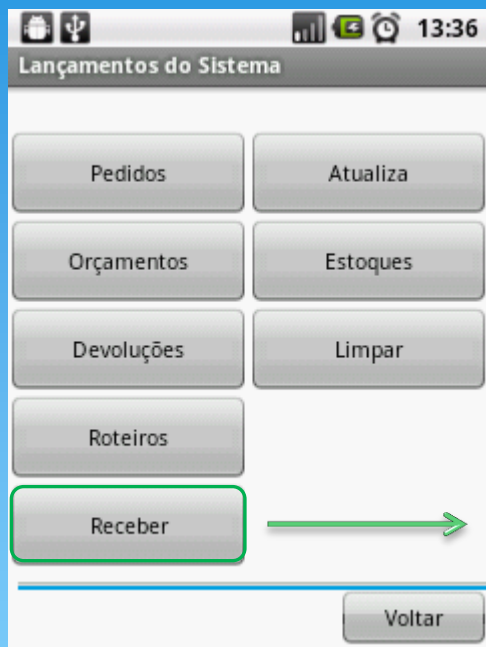 13:36
Lançamentos do Sistema
Pedidos
Atualiza
Orçamentos
Estoques
Devoluções
Limpar
Roteiros
Receber
Voltar